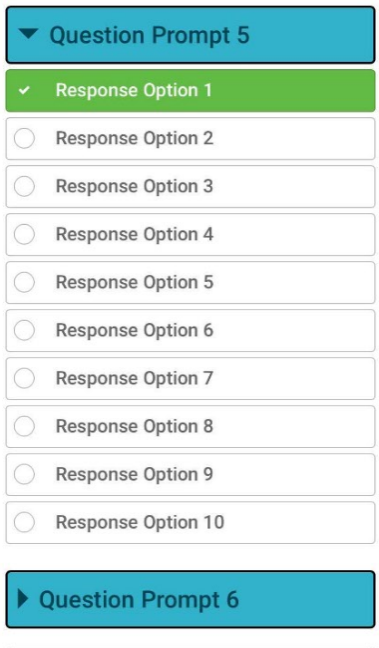 Question Prompt 5
Response Option 1
Response Option 2
Response Option 3
Response Option 4
Response Option 5
Response Option 6
Response Option 7
Response Option 8
Response Option 9
Response Option 10
Question Prompt 6